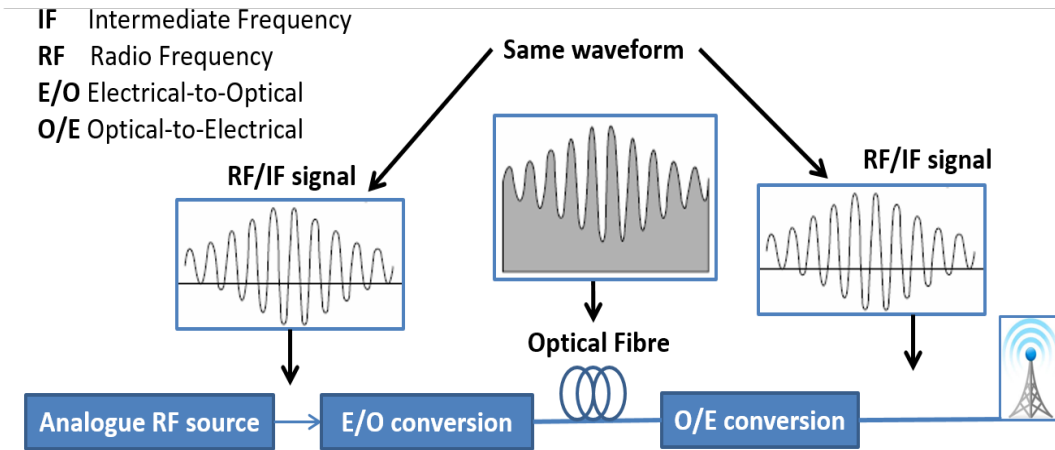 IF Intermediate Frequency
RF Radio Frequency
E/O Electrical-to-Optical
O/E Optical-to-Electrical
Same waveform
RF/IF signal
RF/IF signal
Optical Fibre
Analogue RF source
E/O conversion
O/E conversion